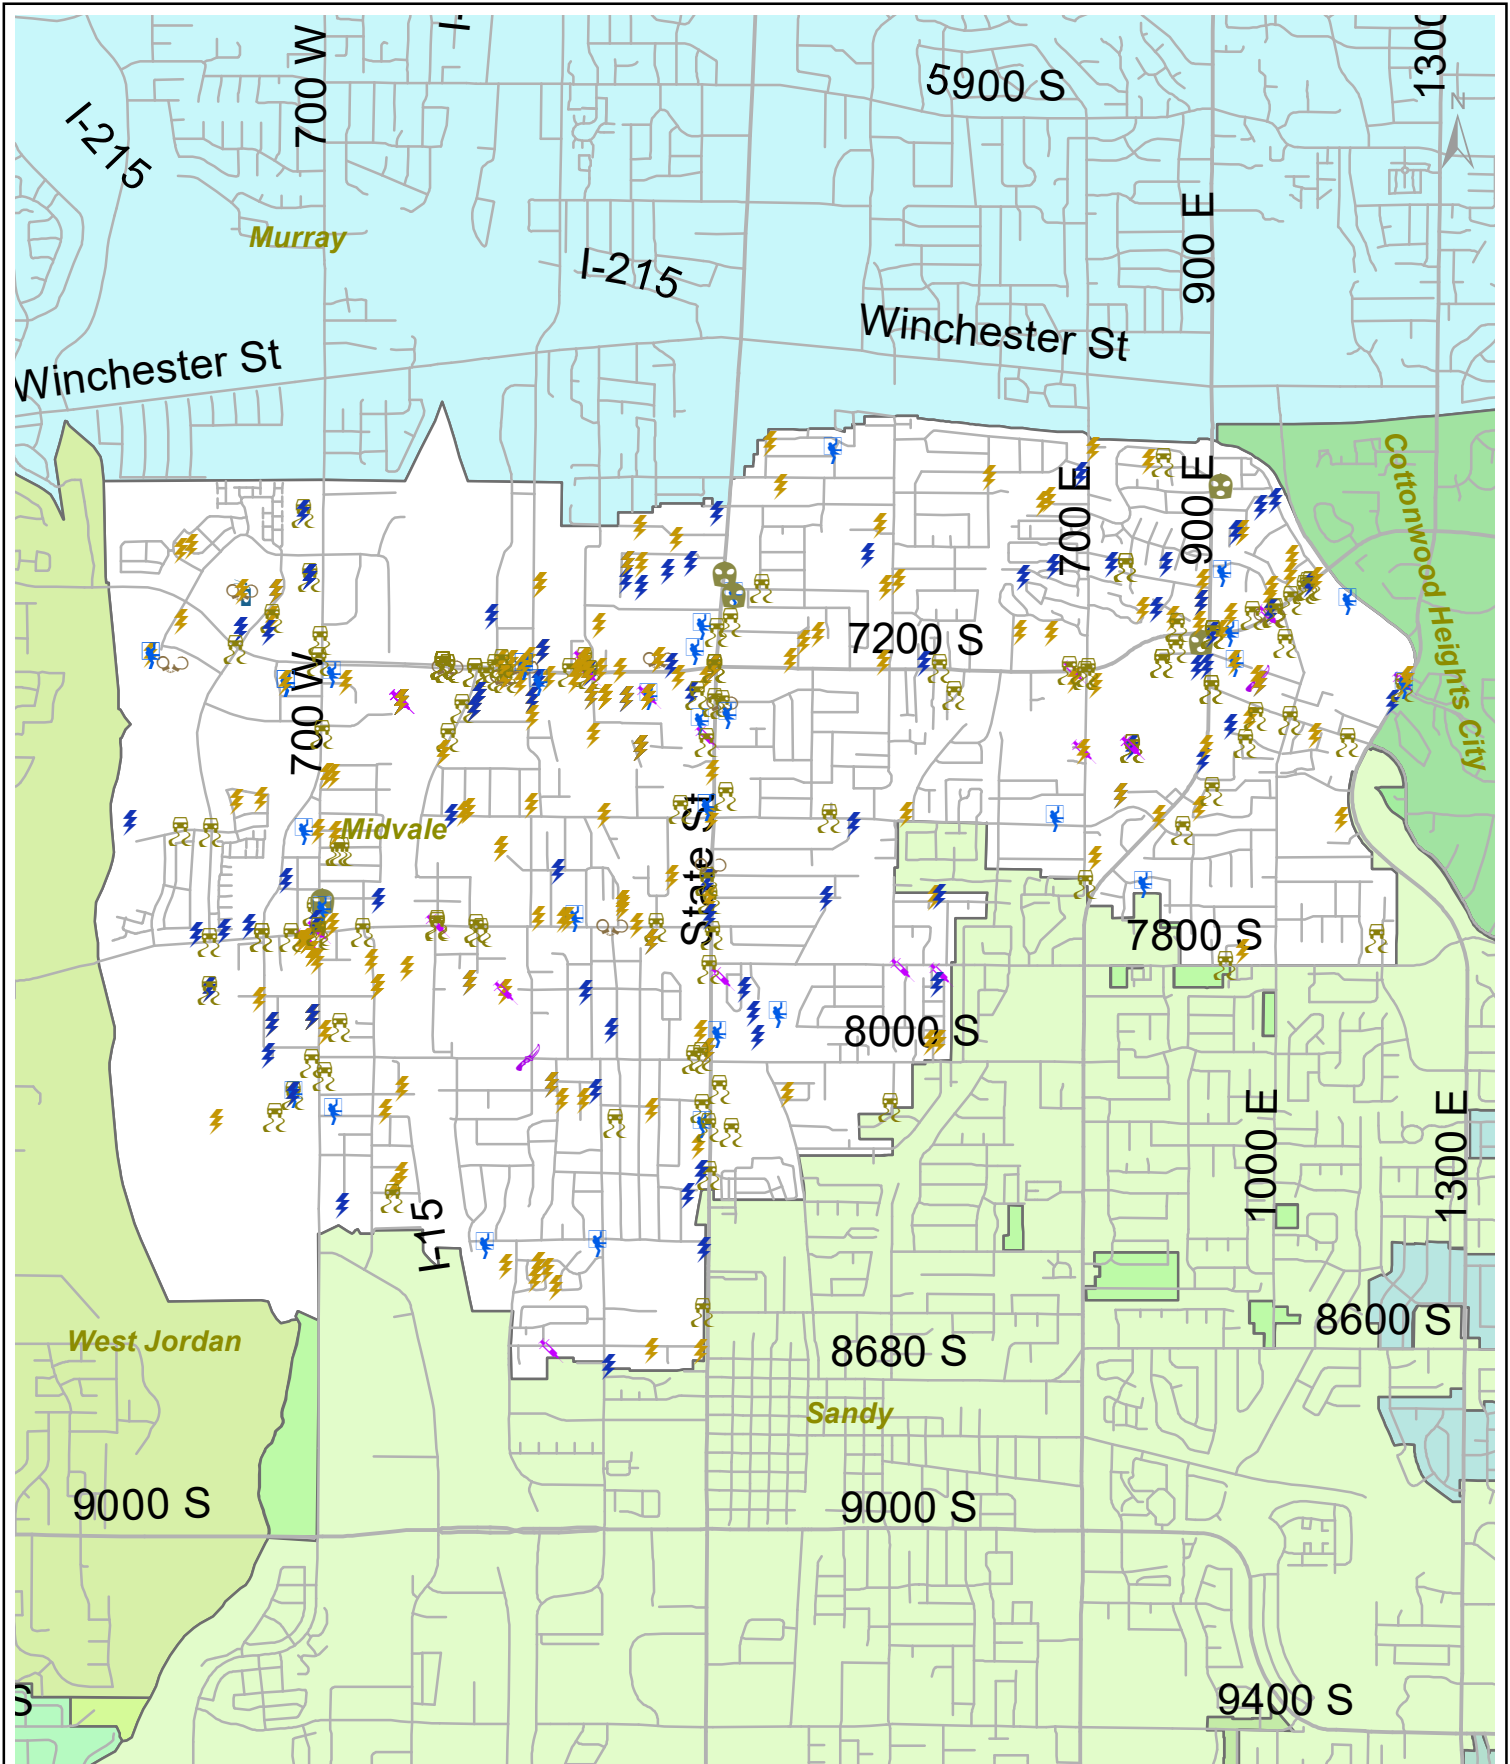 700 W
I-
5900 S
1300
I-215
N
900 E
Murray
I-215
Winchester St
Winchester St
Cottonwood Heights City
700 E
900 E
7200 S
700 W
Midvale
State St
7800 S
8000 S
1000 E
1300 E
I-15
8600 S
West Jordan
8680 S
Sandy
9000 S
9000 S
S
9400 S